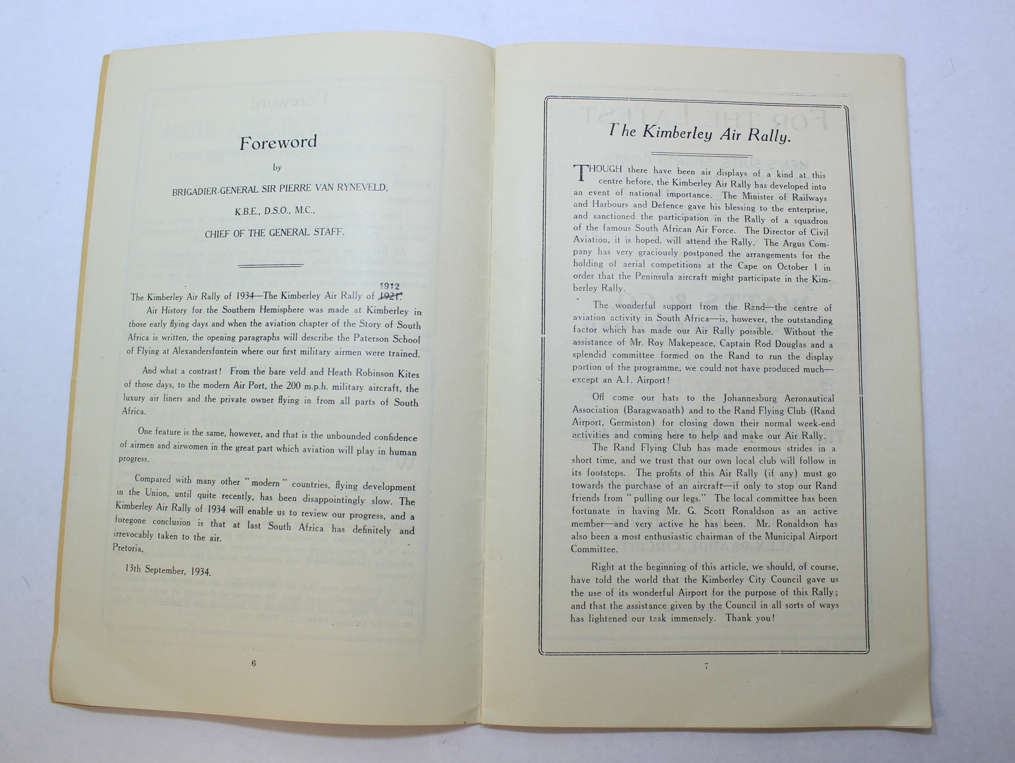 Foreword
by
BRIGADIER-GENERAL SIR PIERRE VAN RYNEVELD,
K.B.E., D.S.O., M.C.,
CHIEF OF THE GENERAL STAFF.
1912
The Kimberley Air Rally of 1934—The Kimberley Air Rally of 1921.
Air History for the Southern Hemisphere was made at Kimberley in
those early flying days and when the aviation chapter of the Story of South
Africa is written, the opening paragraphs will describe the Paterson School
of Flying at Alexandersfontein where our first military airmen were trained.
And what a contrast! From the bare veld and Heath Robinson Kites
of those days, to the modern Air Port, the 200 m.p.h. military aircraft, the
luxury air liners and the private owner flying in from all parts of South
Africa.
One feature is the same, however, and that is the unbounded confidence
of airmen and airwomen in the great part which aviation will play in human
progress.
Compared with many other "modern" countries, flying development
in the Union, until quite recently, has been disappointingly slow. The
Kimberley Air Rally of 1934 will enable us to review our progress, and a
foregone conclusion is that at last South Africa has definitely and
irrevocably taken to the air.
Pretoria,
13th September, 1934.
6
The Kimberley Air Rally.
THOUGH there have been air displays of a kind at this
centre before, the Kimberley Air Rally has developed into
an event of national importance. The Minister of Railways
and Harbours and Defence gave his blessing to the enterprise,
and sanctioned the participation in the Rally of a squadron
of the famous South African Air Force. The Director of Civil
Aviation, it is hoped, will attend the Rally. The Argus Com-
pany has very graciously postponed the arrangements for the
holding of aerial competitions at the Cape on October 1 in
order that the Peninsula aircraft might participate in the Kim-
berley Rally.
The wonderful support from the Rand—the centre of
aviation activity in South Africa—is, however, the outstanding
factor which has made our Air Rally possible. Without the
assistance of Mr. Roy Makepeace, Captain Rod Douglas and a
splendid committee formed on the Rand to run the display
portion of the programme, we could not have produced much—
except an A.1. Airport!
Off come our hats to the Johannesburg Aeronautical
Association (Baragwanath) and to the Rand Flying Club (Rand
Airport, Germiston) for closing down their normal week-end
activities and coming here to help and make our Air Rally.
The Rand Flying Club has made enormous strides in a
short time, and we trust that our own local club will follow in
its footsteps. The profits of this Air Rally (if any) must go
towards the purchase of an aircraft—if only to stop our Rand
friends from "pulling our legs." The local committee has been
fortunate in having Mr. G. Scott Ronaldson as an active
member—and very active he has been. Mr. Ronaldson has
also been a most enthusiastic chairman of the Municipal Airport
Committee.
Right at the beginning of this article, we should, of course,
have told the world that the Kimberley City Council gave us
the use of its wonderful Airport for the purpose of this Rally;
and that the assistance given by the Council in all sorts of ways
has lightened our task immensely. Thank you!
7